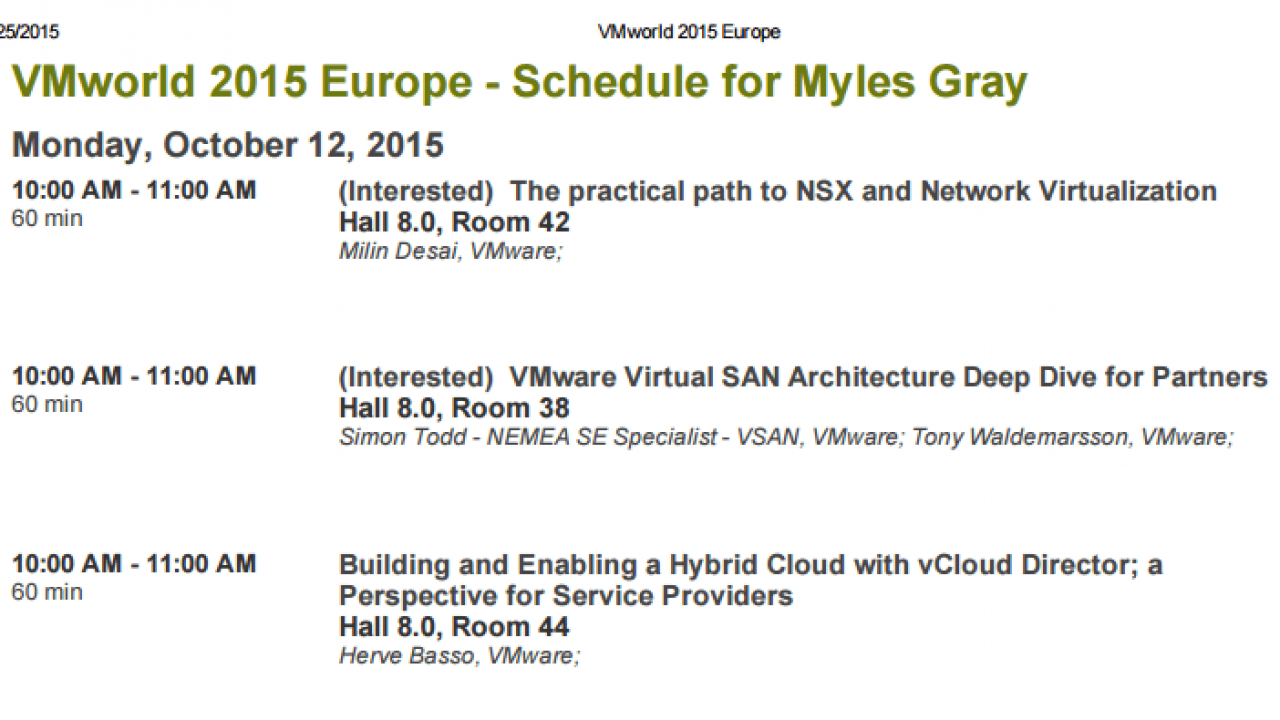 25/2015
VMworld 2015 Europe
VMworld 2015 Europe - Schedule for Myles Gray
Monday, October 12, 2015
10:00 AM - 11:00 AM
60 min
(Interested) The practical path to NSX and Network Virtualization
Hall 8.0, Room 42
Milin Desai, VMware;
10:00 AM - 11:00 AM
60 min
(Interested) VMware Virtual SAN Architecture Deep Dive for Partners
Hall 8.0, Room 38
Simon Todd - NEMEA SE Specialist - VSAN, VMware; Tony Waldemarsson, VMware;
10:00 AM - 11:00 AM
60 min
Building and Enabling a Hybrid Cloud with vCloud Director; a
Perspective for Service Providers
Hall 8.0, Room 44
Herve Basso, VMware;